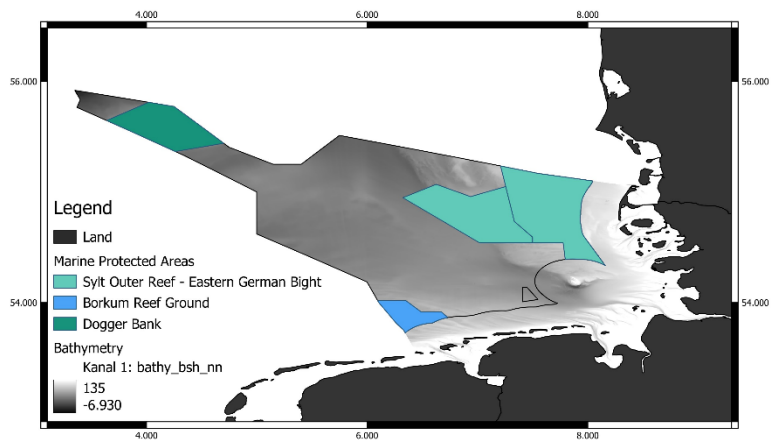 4.000 6.000 8.000
56.000 56.000
Legend
Land
Marine Protected Areas
Sylt Outer Reef - Eastern German Bight
Borkum Reef Ground
Dogger Bank
Bathymetry
Kanal 1: bathy_bsh_nn
135
-6.930
54.000 54.000
4.000 6.000 8.000